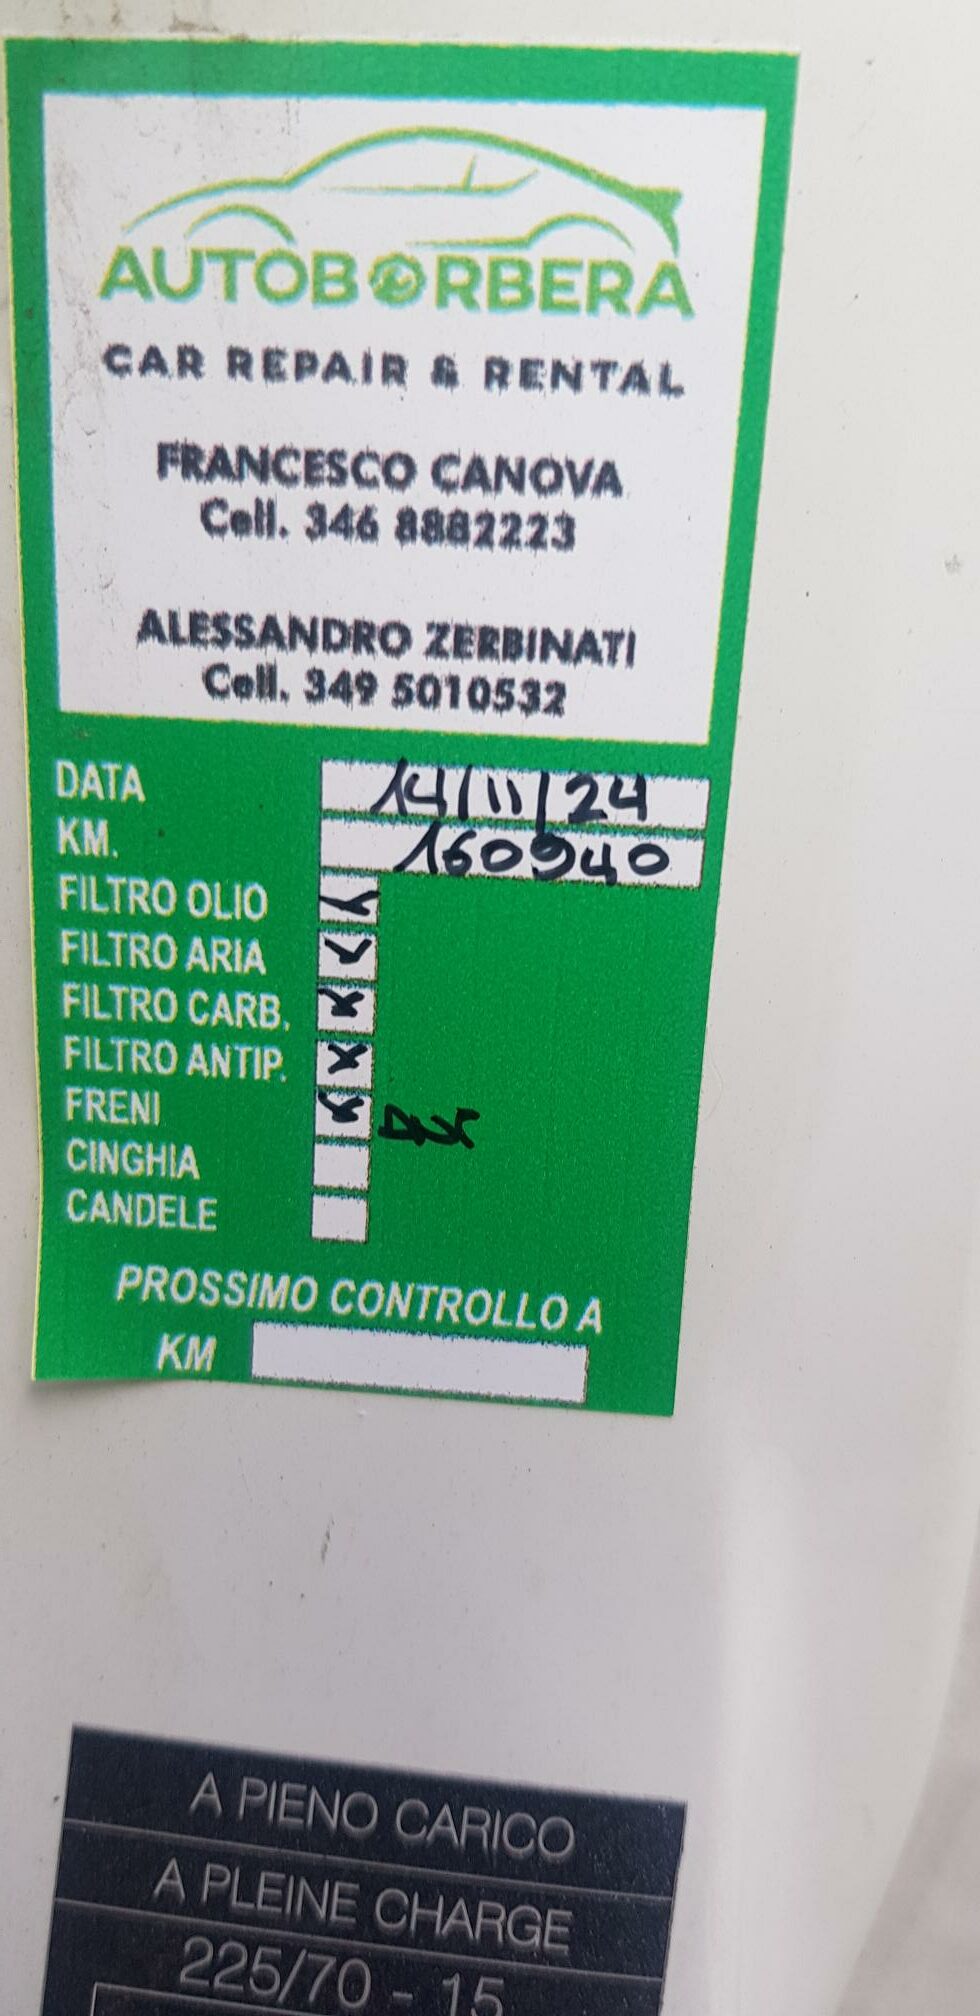 AUTOBORBERA
CAR REPAIR & RENTAL
FRANCESCO CANOVA
Cell. 346 8882223
ALESSANDRO ZERBINATI
Cell. 349 5010532
DATA 14/11/24
KM. 160940
FILTRO OLIO
FILTRO ARIA
FILTRO CARB.
FILTRO ANTIP.
FRENI
CINGHIA
CANDELE
PROSSIMO CONTROLLO A
KM
A PIENO CARICO
A PLEINE CHARGE
225/70 - 15